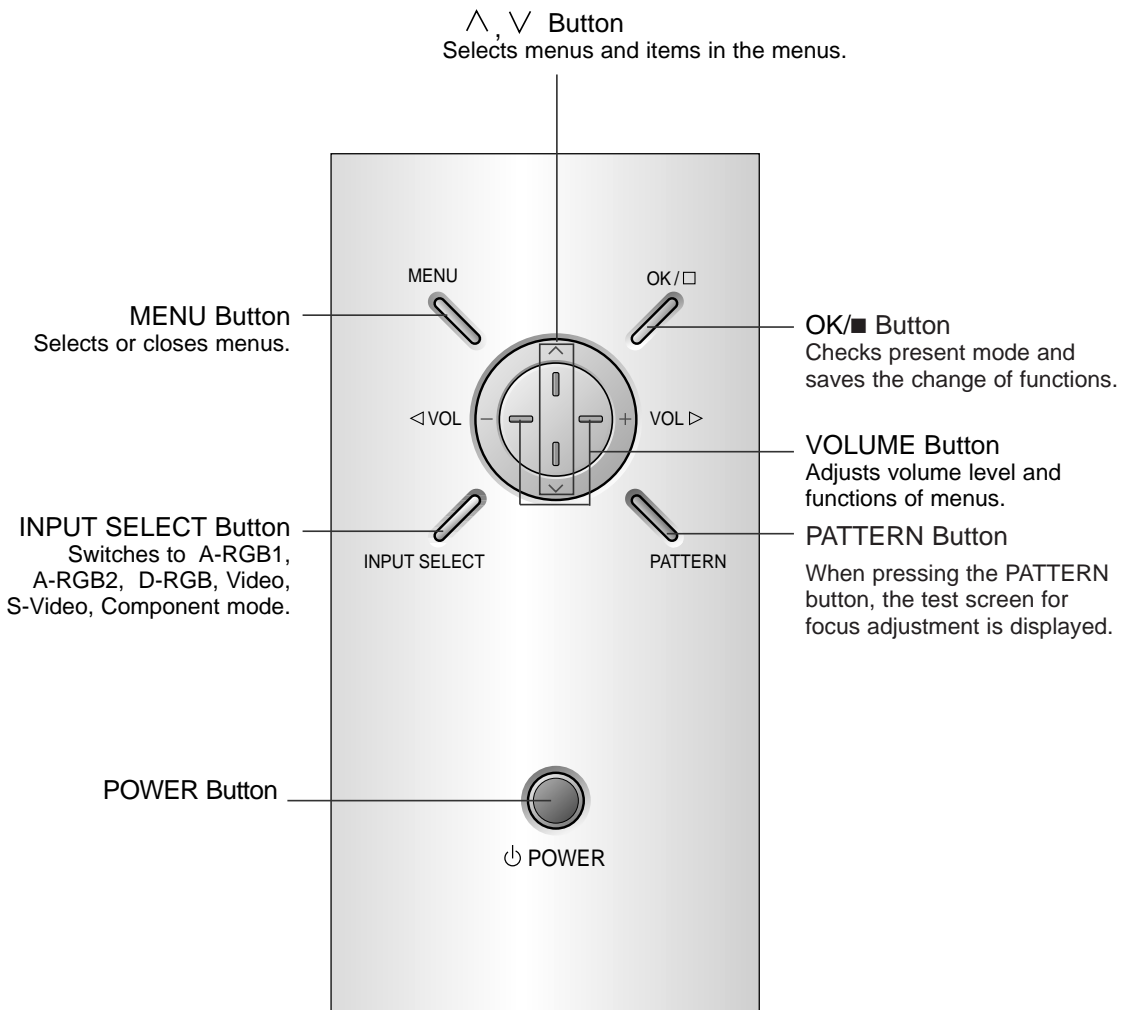 ∧ , ∨ Button
Selects menus and items in the menus.
MENU
OK/□
MENU Button
Selects or closes menus.
OK/■ Button
Checks present mode and
saves the change of functions.
◁ VOL
-
+
VOL ▷
VOLUME Button
Adjusts volume level and
functions of menus.
INPUT SELECT Button
Switches to A-RGB1,
A-RGB2, D-RGB, Video,
S-Video, Component mode.
INPUT SELECT
PATTERN
PATTERN Button
When pressing the PATTERN
button, the test screen for
focus adjustment is displayed.
POWER Button
⏻ POWER